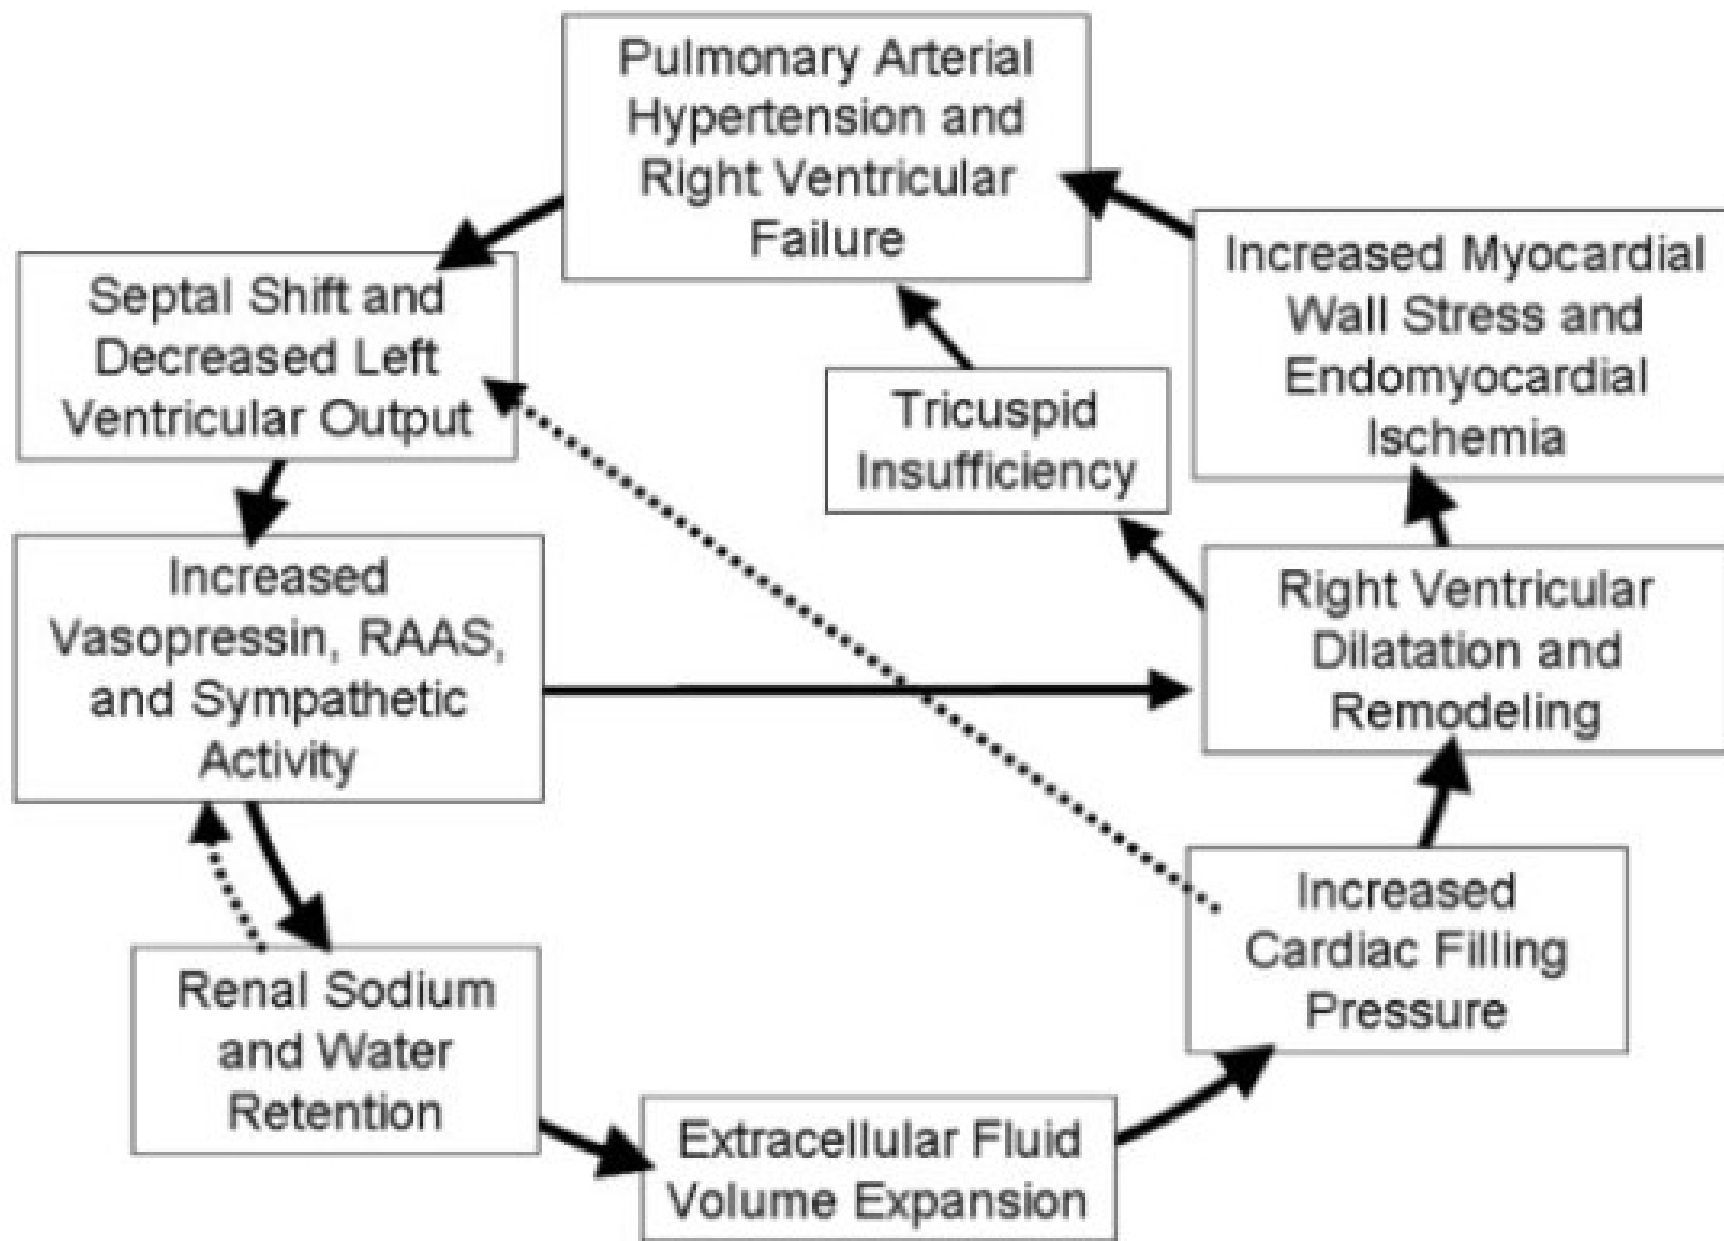 Pulmonary Arterial
Hypertension and
Right Ventricular
Failure
Septal Shift and
Decreased Left
Ventricular Output
Increased Myocardial
Wall Stress and
Endomyocardial
Ischemia
Tricuspid
Insufficiency
Increased
Vasopressin, RAAS,
and Sympathetic
Activity
Right Ventricular
Dilatation and
Remodeling
Increased
Cardiac Filling
Pressure
Renal Sodium
and Water
Retention
Extracellular Fluid
Volume Expansion